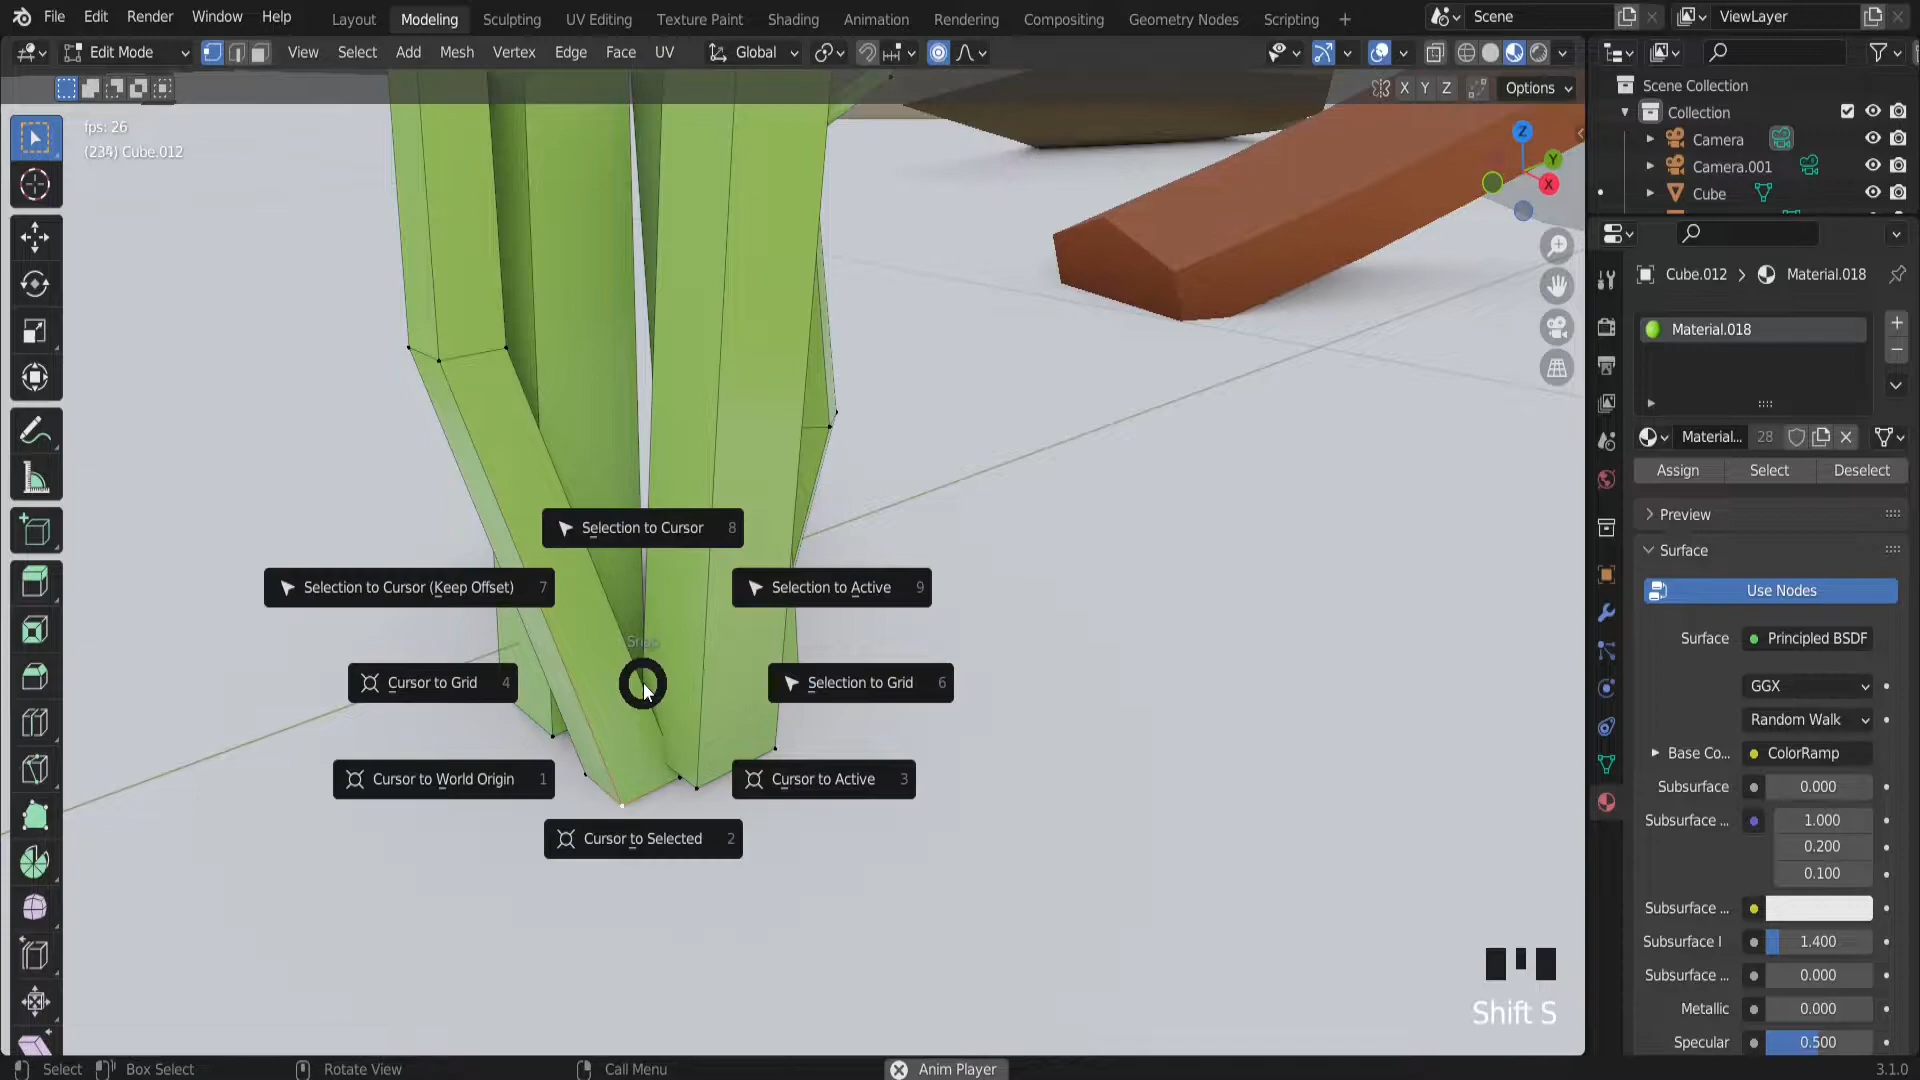 File Edit Render Window Help
Layout Modeling Sculpting UV Editing Texture Paint Shading Animation Rendering Compositing Geometry Nodes Scripting +
Scene
ViewLayer
Edit Mode View Select Add Mesh Vertex Edge Face UV Global
X Y Z Options
fps: 26
(234) Cube.012
Z
Y
X
Scene Collection
Collection
Camera
Camera.001
Cube
Cube.012 > Material.018
Material.018
Material... 28
Assign Select Deselect
Preview
Surface
Use Nodes
Surface Principled BSDF
GGX
Random Walk
Base Co... ColorRamp
Subsurface 0.000
Subsurface ... 1.000
0.200
0.100
Subsurface ...
Subsurface I 1.400
Subsurface ... 0.000
Metallic 0.000
Specular 0.500
Selection to Cursor 8
Selection to Cursor (Keep Offset) 7
Selection to Active 9
Snap
Cursor to Grid 4
Selection to Grid 6
Cursor to World Origin 1
Cursor to Active 3
Cursor to Selected 2
Shift S
Select Box Select Rotate View Call Menu Anim Player 3.1.0